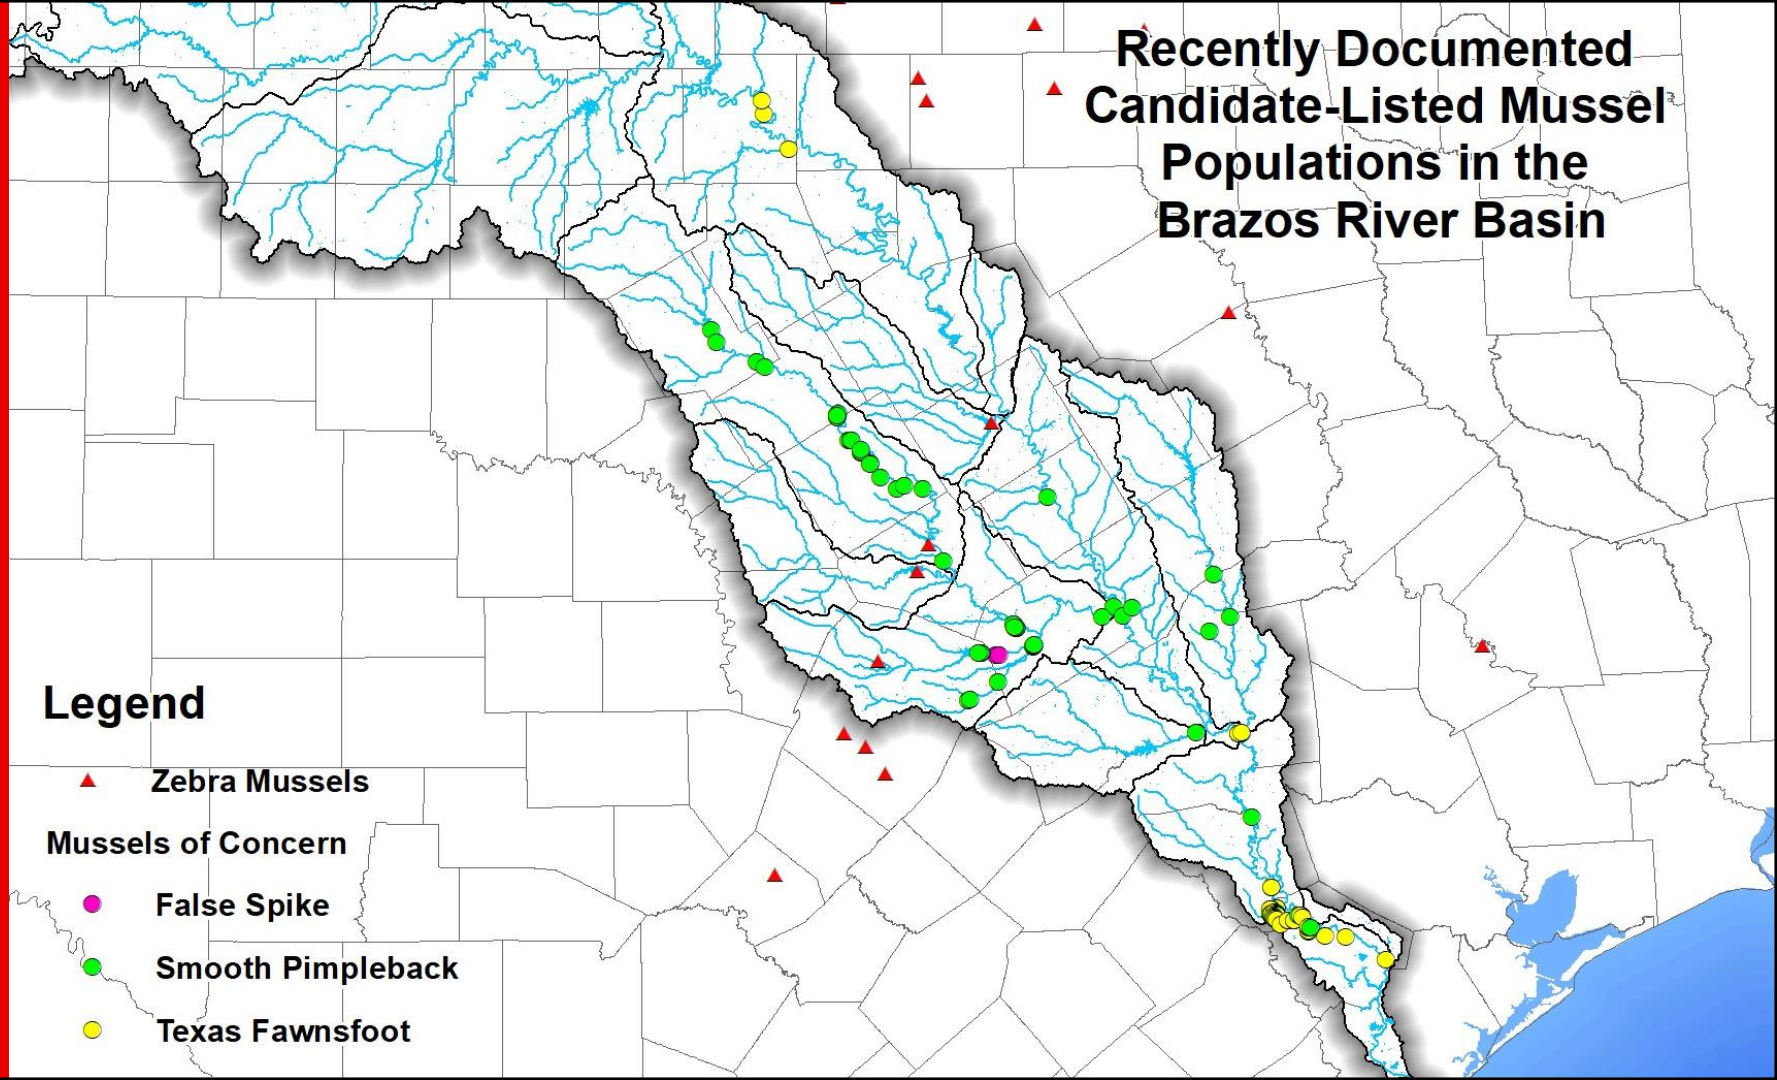 Recently Documented
Candidate-Listed Mussel
Populations in the
Brazos River Basin
Legend
Zebra Mussels
Mussels of Concern
False Spike
Smooth Pimpleback
Texas Fawnsfoot